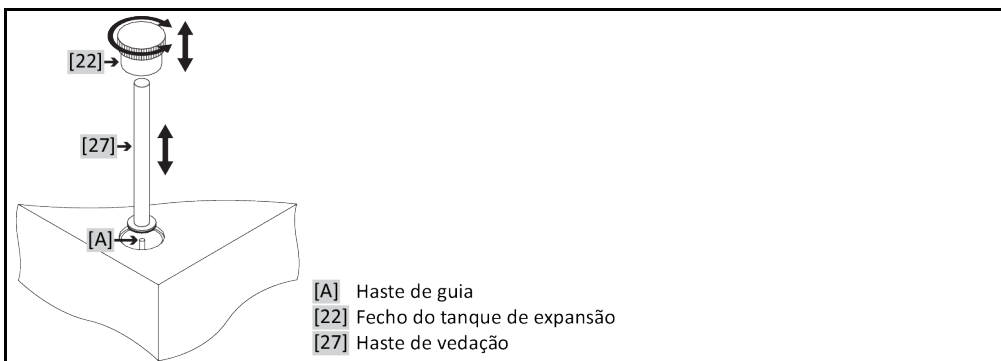 [22]
[27]
[A]
[A] Haste de guia
[22] Fecho do tanque de expansão
[27] Haste de vedação